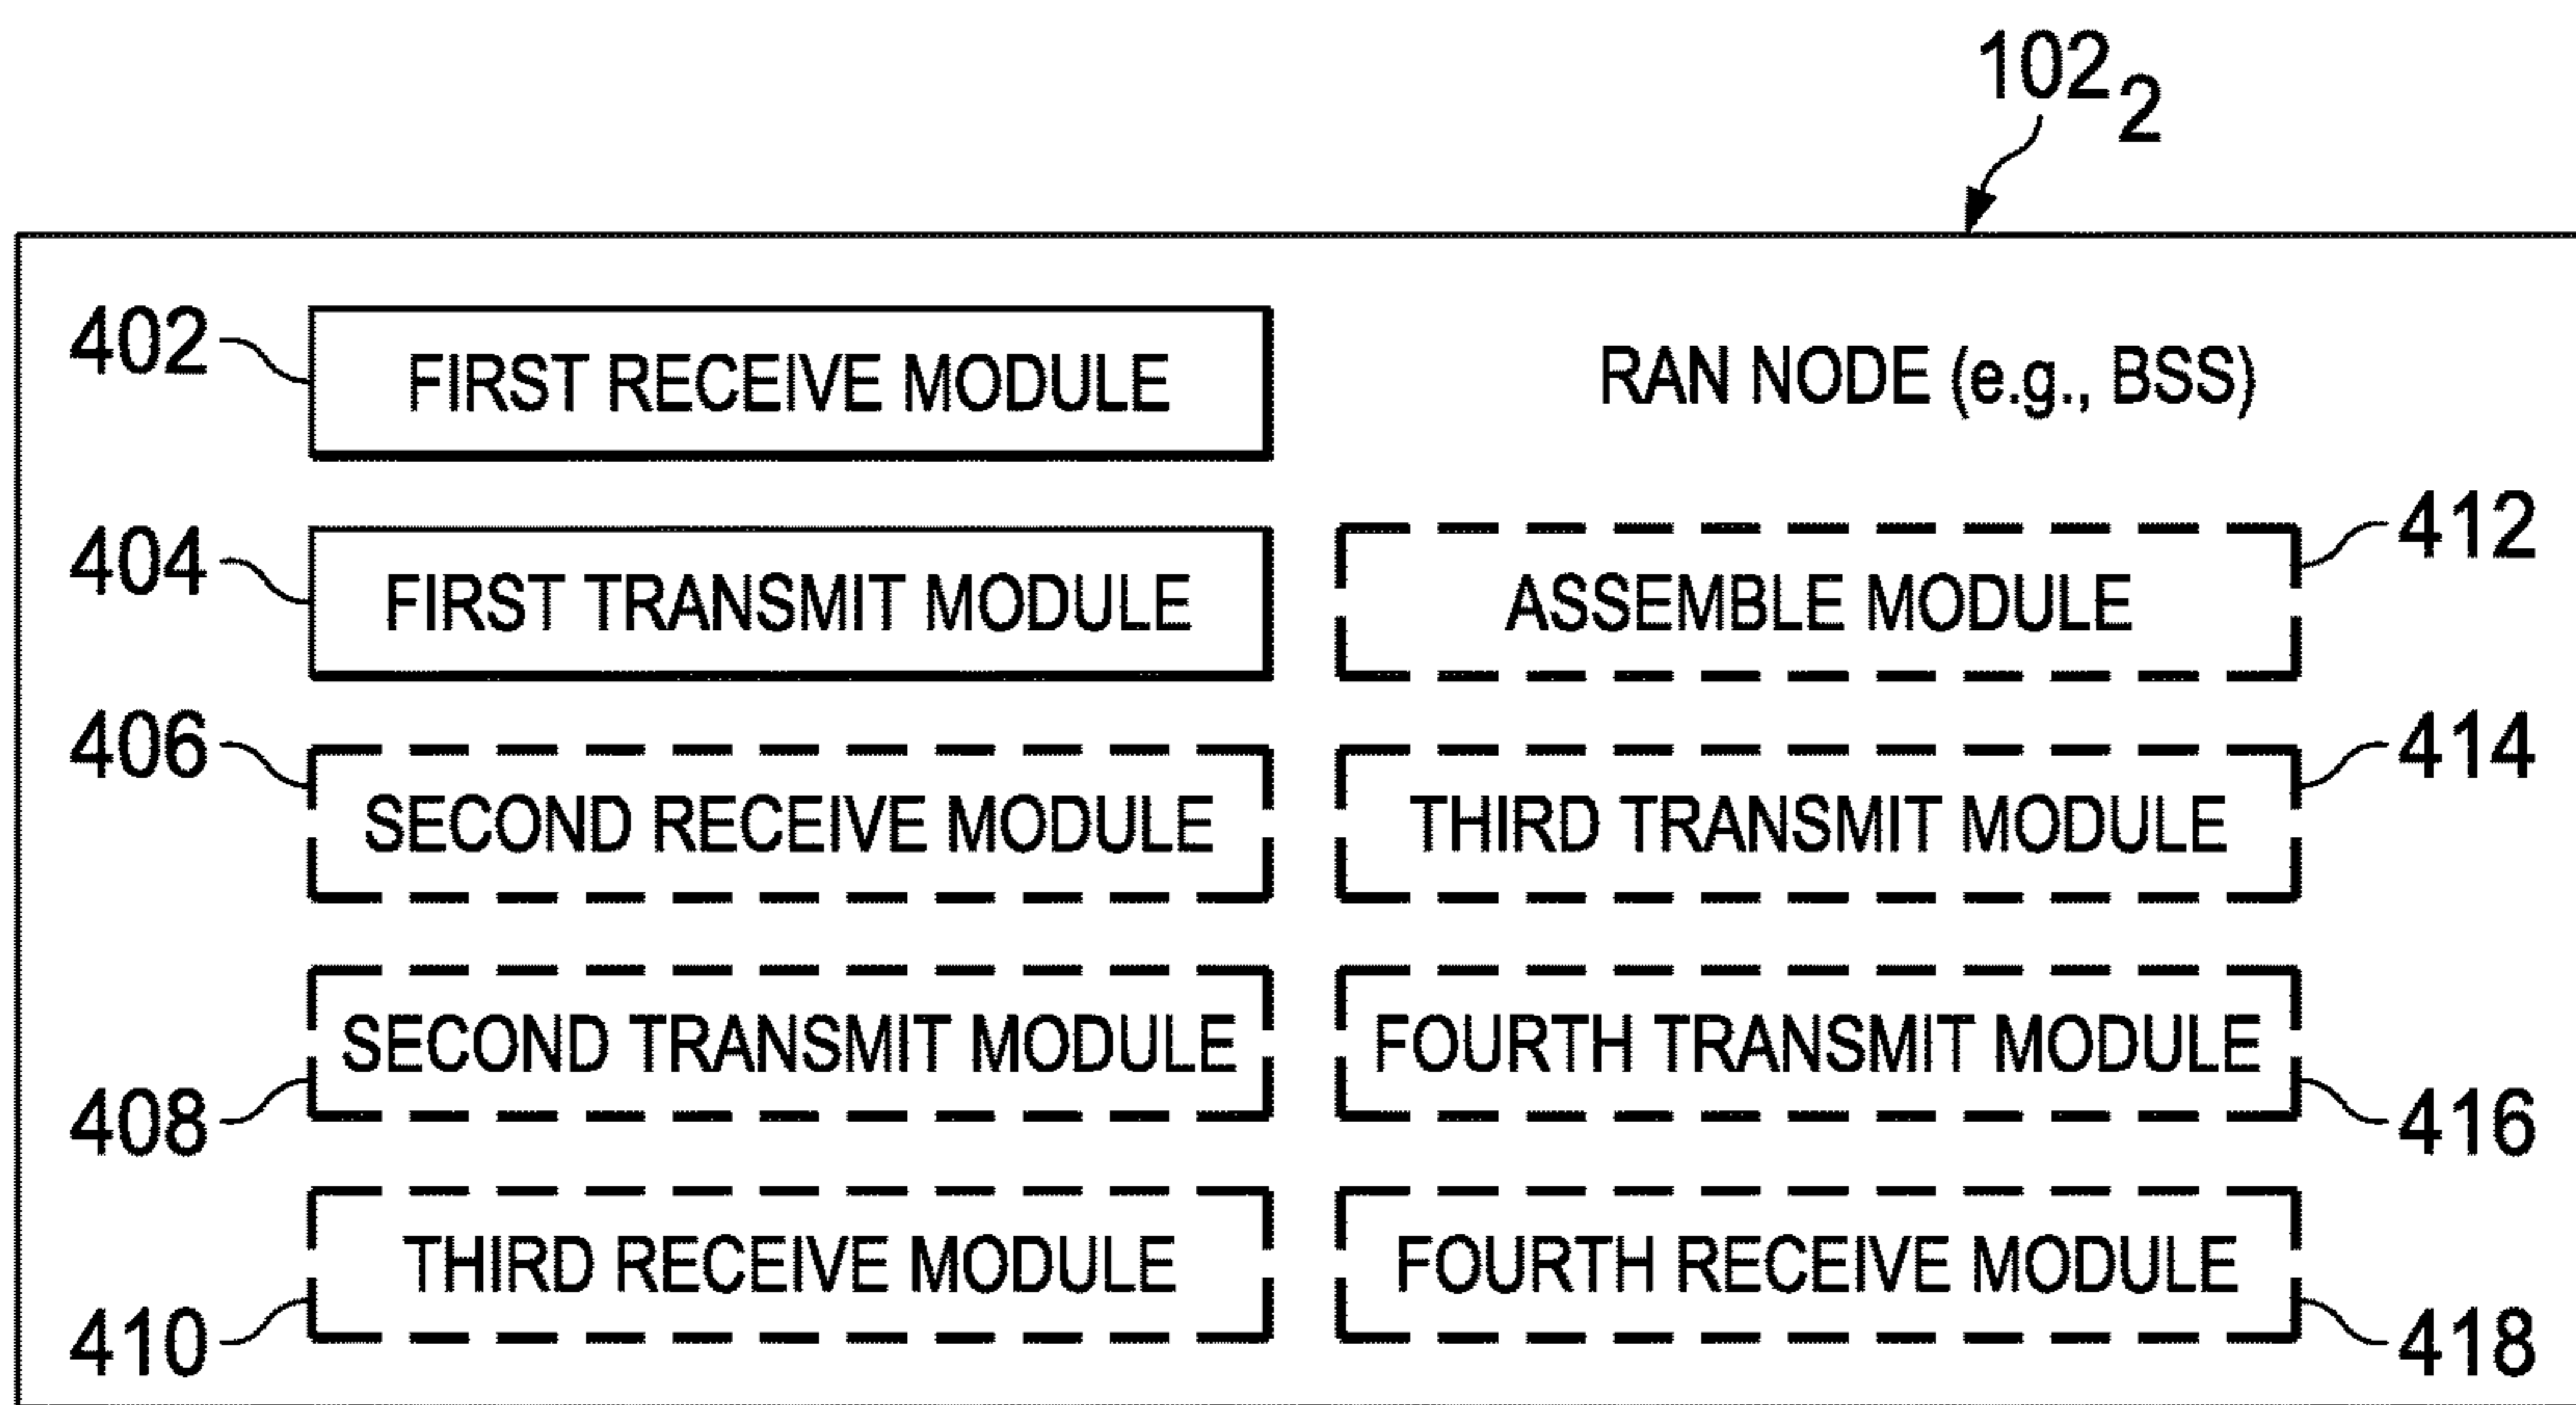 102₂
402 FIRST RECEIVE MODULE RAN NODE (e.g., BSS)
404 FIRST TRANSMIT MODULE ASSEMBLE MODULE 412
406 SECOND RECEIVE MODULE THIRD TRANSMIT MODULE 414
408 SECOND TRANSMIT MODULE FOURTH TRANSMIT MODULE 416
410 THIRD RECEIVE MODULE FOURTH RECEIVE MODULE 418